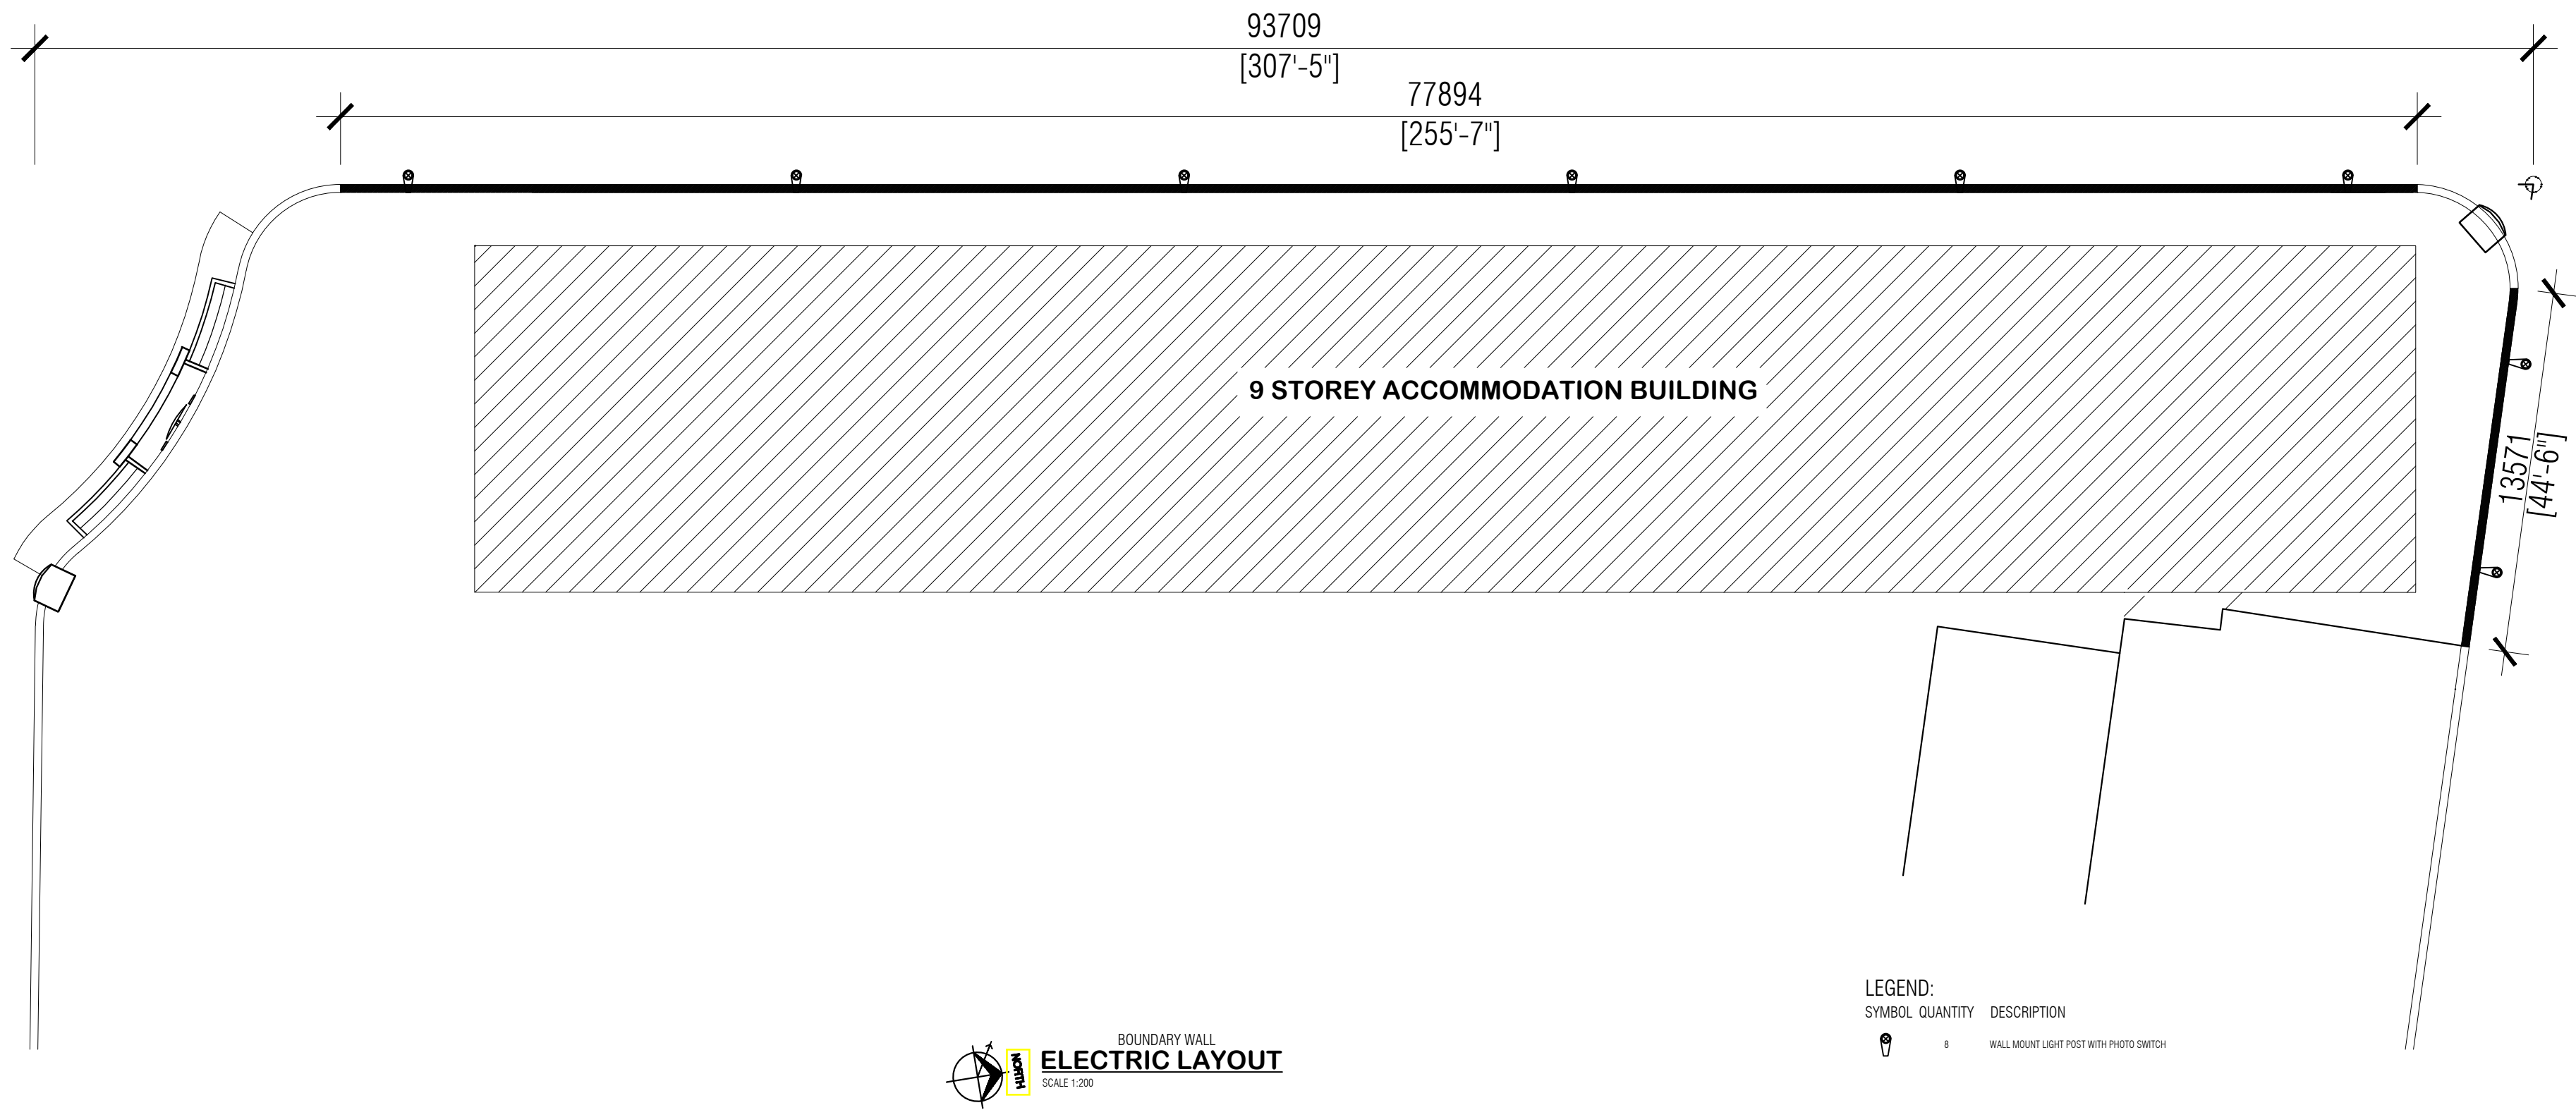 93709
[307'-5"]
77894
[255'-7"]
9 STOREY ACCOMMODATION BUILDING
13571
[44'-6"]
LEGEND:
SYMBOL QUANTITY DESCRIPTION
8 WALL MOUNT LIGHT POST WITH PHOTO SWITCH
BOUNDARY WALL
ELECTRIC LAYOUT
SCALE 1:200
NORTH